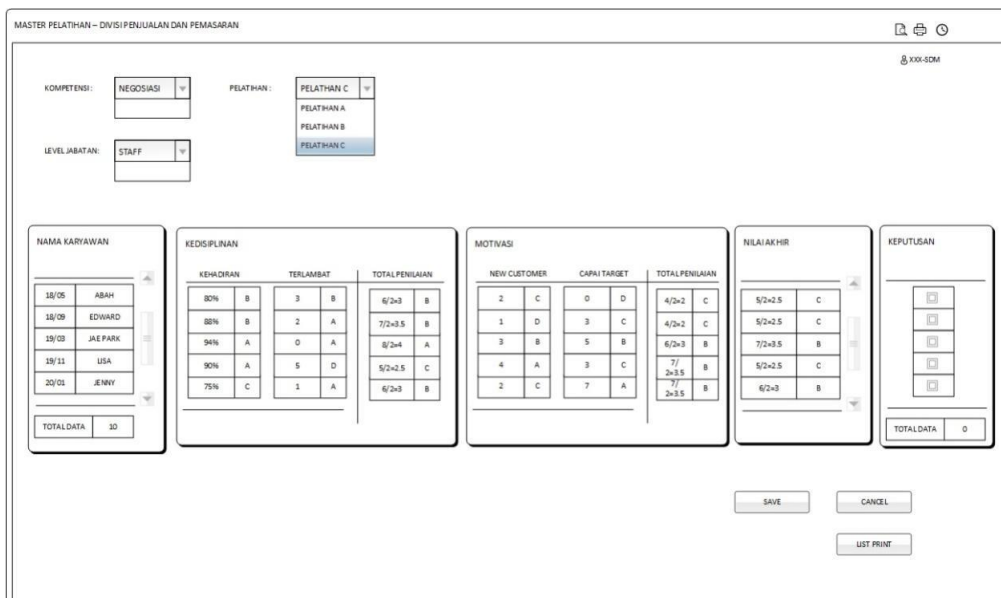 MASTER PELATIHAN – DIVISI PENJUALAN DAN PEMASARAN
XXX-SDM
KOMPETENSI : NEGOSIASI PELATIHAN : PELATHAN C
PELATIHAN A
PELATIHAN B
PELATIHAN C
LEVEL JABATAN: STAFF
NAMA KARYAWAN
18/05 ABAH
18/09 EDWARD
19/03 JAE PARK
19/11 LISA
20/01 JENNY
TOTAL DATA 10
KEDISIPLINAN
KEHADIRAN TERLAMBAT TOTAL PENILAIAN
80% B 3 B 6/2=3 B
88% B 2 A 7/2=3.5 B
94% A 0 A 8/2=4 A
90% A 5 D 5/2=2.5 C
75% C 1 A 6/2=3 B
MOTIVASI
NEW CUSTOMER CAPAI TARGET TOTAL PENILAIAN
2 C 0 D 4/2=2 C
1 D 3 C 4/2=2 C
3 B 5 B 6/2=3 B
4 A 3 C 7/2=3.5 B
2 C 7 A 7/2=3.5 B
NILAI AKHIR
5/2=2.5 C
5/2=2.5 C
7/2=3.5 B
5/2=2.5 C
6/2=3 B
KEPUTUSAN
TOTAL DATA 0
SAVE CANCEL
LIST PRINT